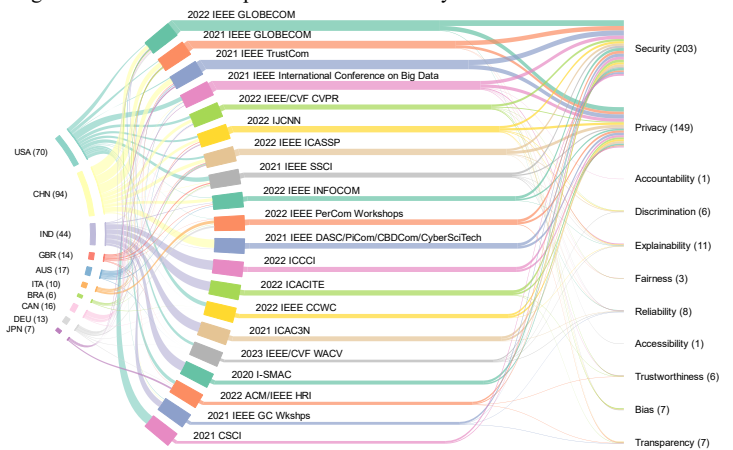 2022 IEEE GLOBECOM
2021 IEEE GLOBECOM
2021 IEEE TrustCom
2021 IEEE International Conference on Big Data
2022 IEEE/CVF CVPR
2022 IJCNN
2022 IEEE ICASSP
2021 IEEE SSCI
2022 IEEE INFOCOM
2022 IEEE PerCom Workshops
2021 IEEE DASC/PiCom/CBDCom/CyberSciTech
2022 ICCCI
2022 ICACITE
2022 IEEE CCWC
2021 ICAC3N
2023 IEEE/CVF WACV
2020 I-SMAC
2022 ACM/IEEE HRI
2021 IEEE GC Wkshps
2021 CSCI
USA (70)
CHN (94)
IND (44)
GBR (14)
AUS (17)
ITA (10)
BRA (6)
CAN (16)
DEU (13)
JPN (7)
Security (203)
Privacy (149)
Accountability (1)
Discrimination (6)
Explainability (11)
Fairness (3)
Reliability (8)
Accessibility (1)
Trustworthiness (6)
Bias (7)
Transparency (7)